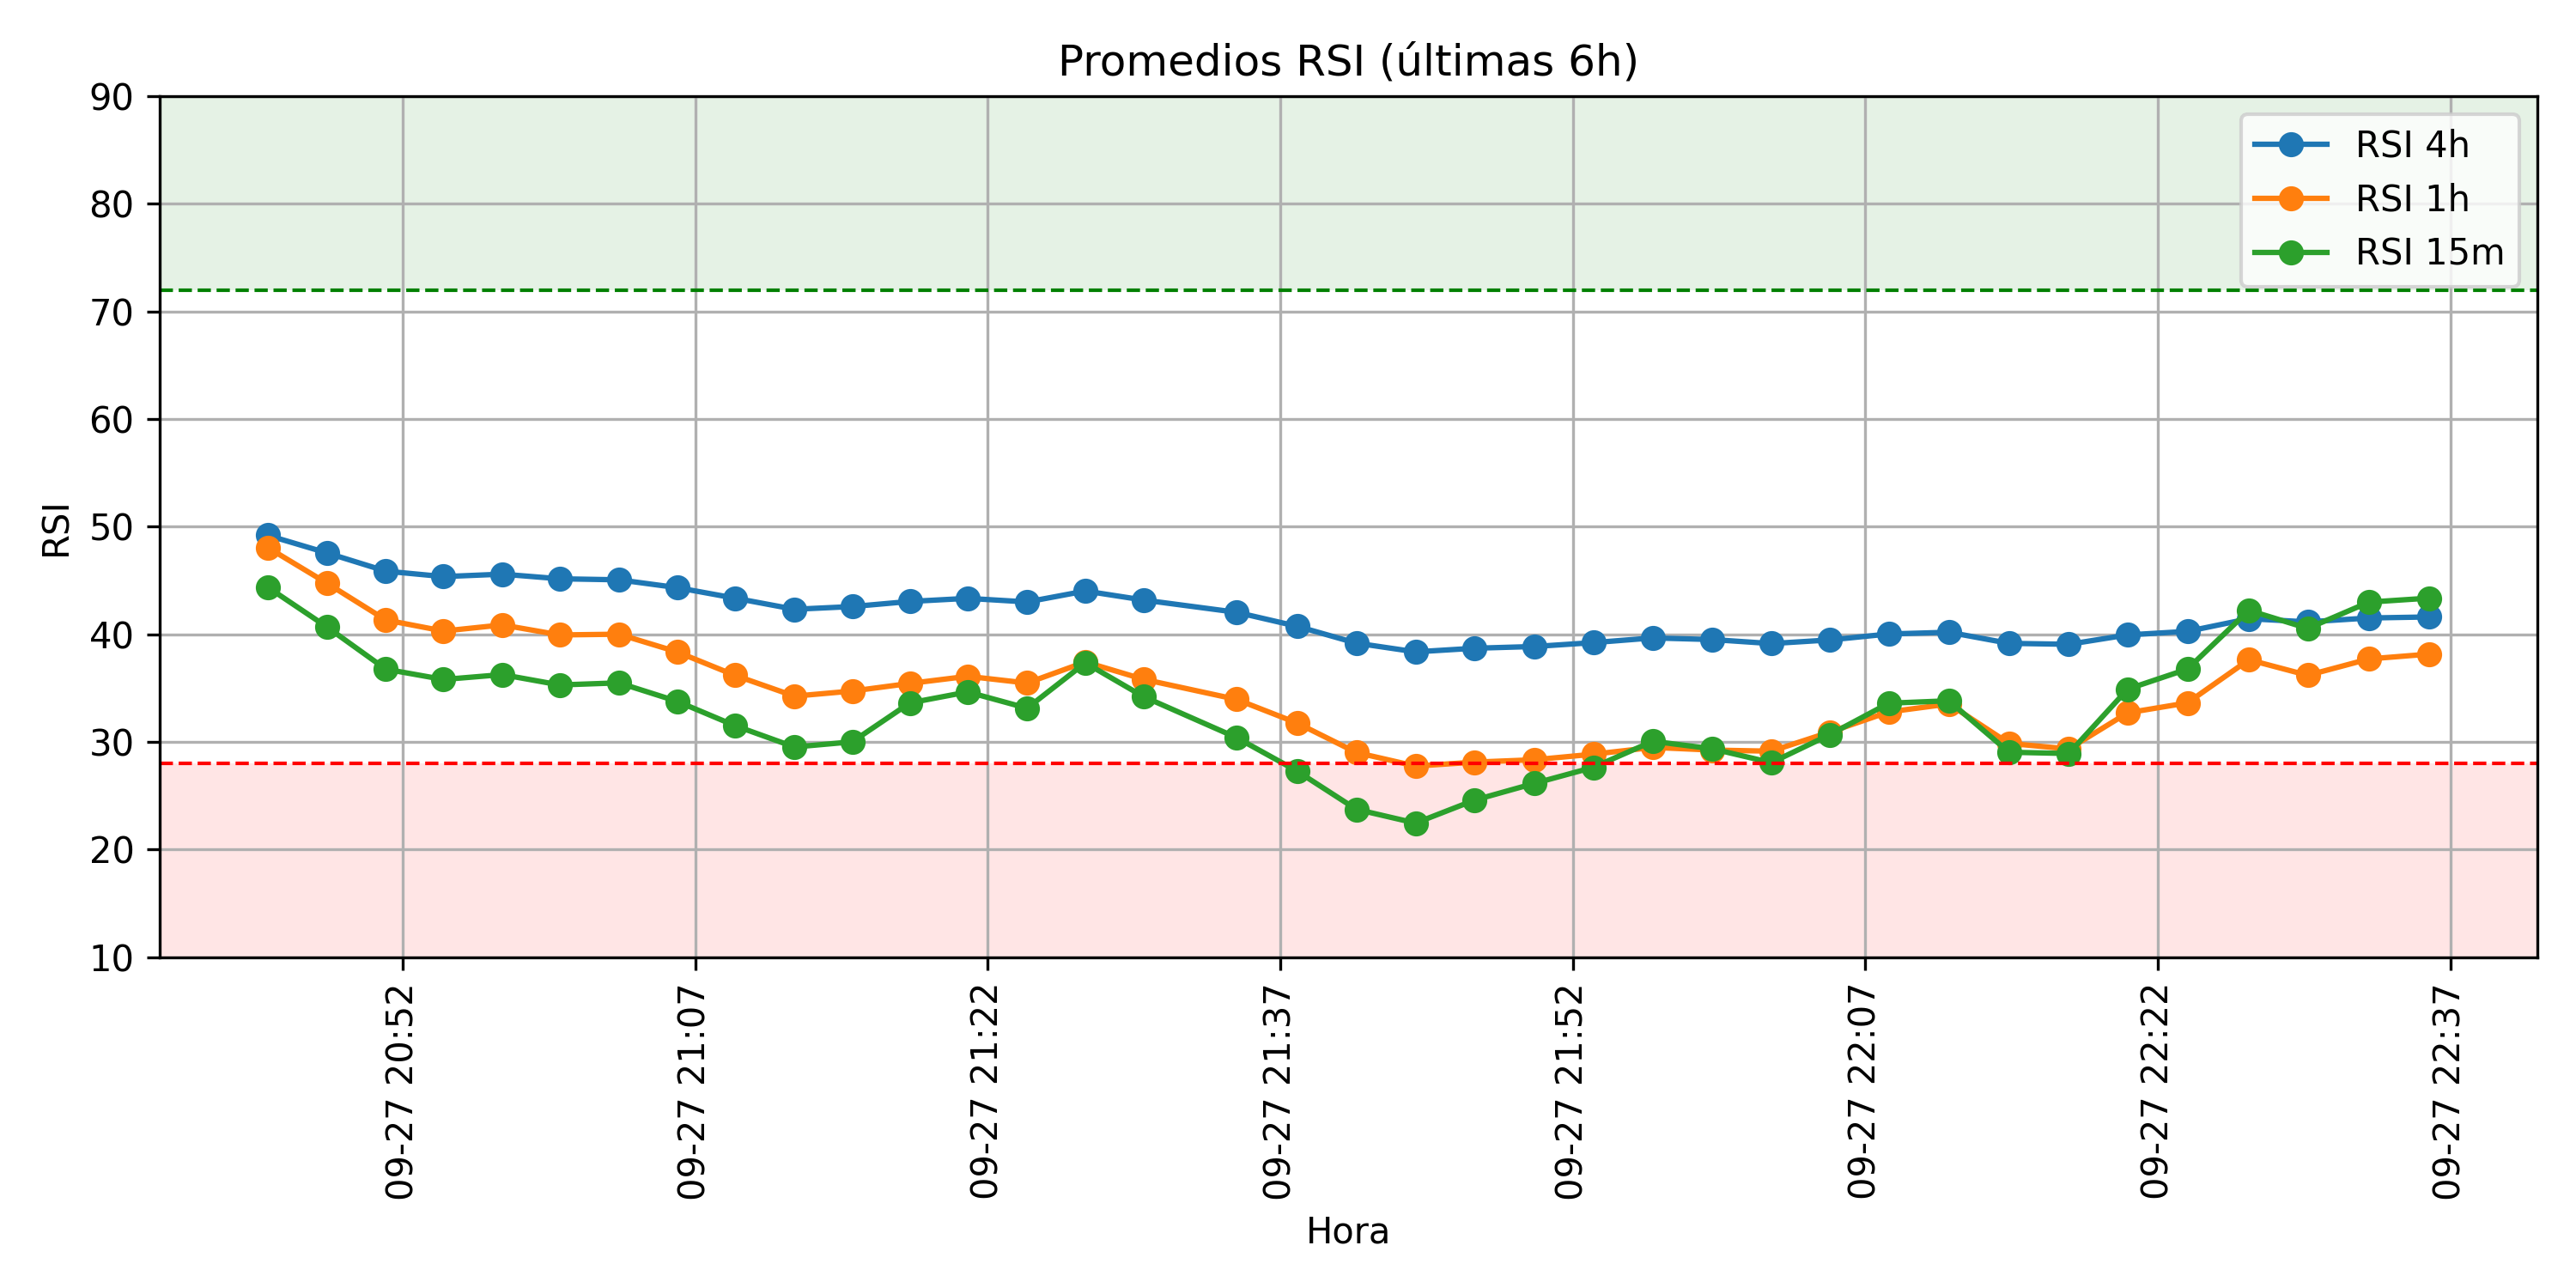 Promedios RSI (últimas 6h)
RSI 4h
RSI 1h
RSI 15m
RSI
90
80
70
60
50
40
30
20
10
09-27 20:52
09-27 21:07
09-27 21:22
09-27 21:37
09-27 21:52
09-27 22:07
09-27 22:22
09-27 22:37
Hora